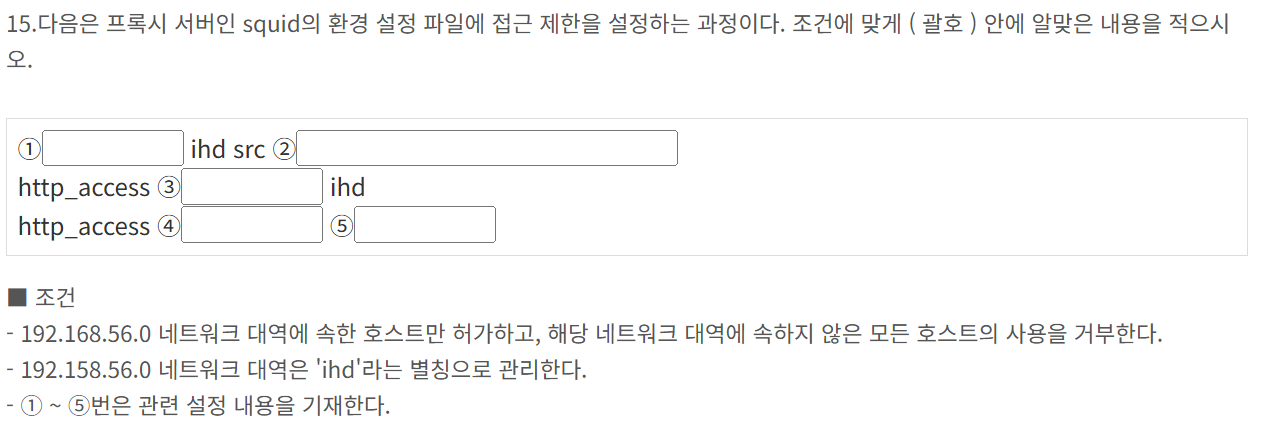 15.다음은 프록시 서버인 squid의 환경 설정 파일에 접근 제한을 설정하는 과정이다. 조건에 맞게 ( 괄호 ) 안에 알맞은 내용을 적으시
오.
① ihd src ②
http_access ③ ihd
http_access ④ ⑤
■ 조건
- 192.168.56.0 네트워크 대역에 속한 호스트만 허가하고, 해당 네트워크 대역에 속하지 않은 모든 호스트의 사용을 거부한다.
- 192.158.56.0 네트워크 대역은 'ihd'라는 별칭으로 관리한다.
- ① ~ ⑤번은 관련 설정 내용을 기재한다.